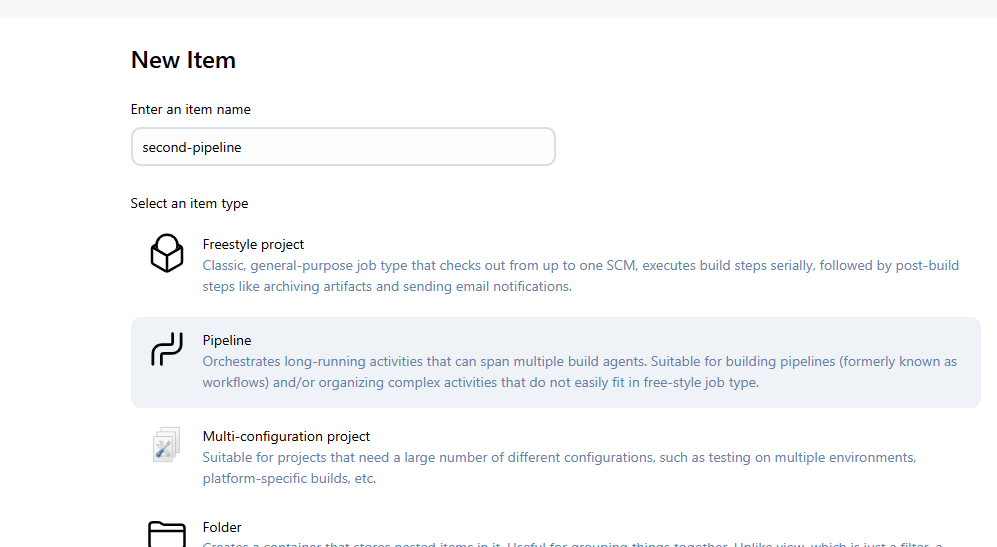 New Item
Enter an item name
second-pipeline
Select an item type
Freestyle project
Classic, general-purpose job type that checks out from up to one SCM, executes build steps serially, followed by post-build
steps like archiving artifacts and sending email notifications.
Pipeline
Orchestrates long-running activities that can span multiple build agents. Suitable for building pipelines (formerly known as
workflows) and/or organizing complex activities that do not easily fit in free-style job type.
Multi-configuration project
Suitable for projects that need a large number of different configurations, such as testing on multiple environments,
platform-specific builds, etc.
Folder
Creates a container that stores nested items in it. Useful for grouping things together. Unlike view, which is just a filter, a